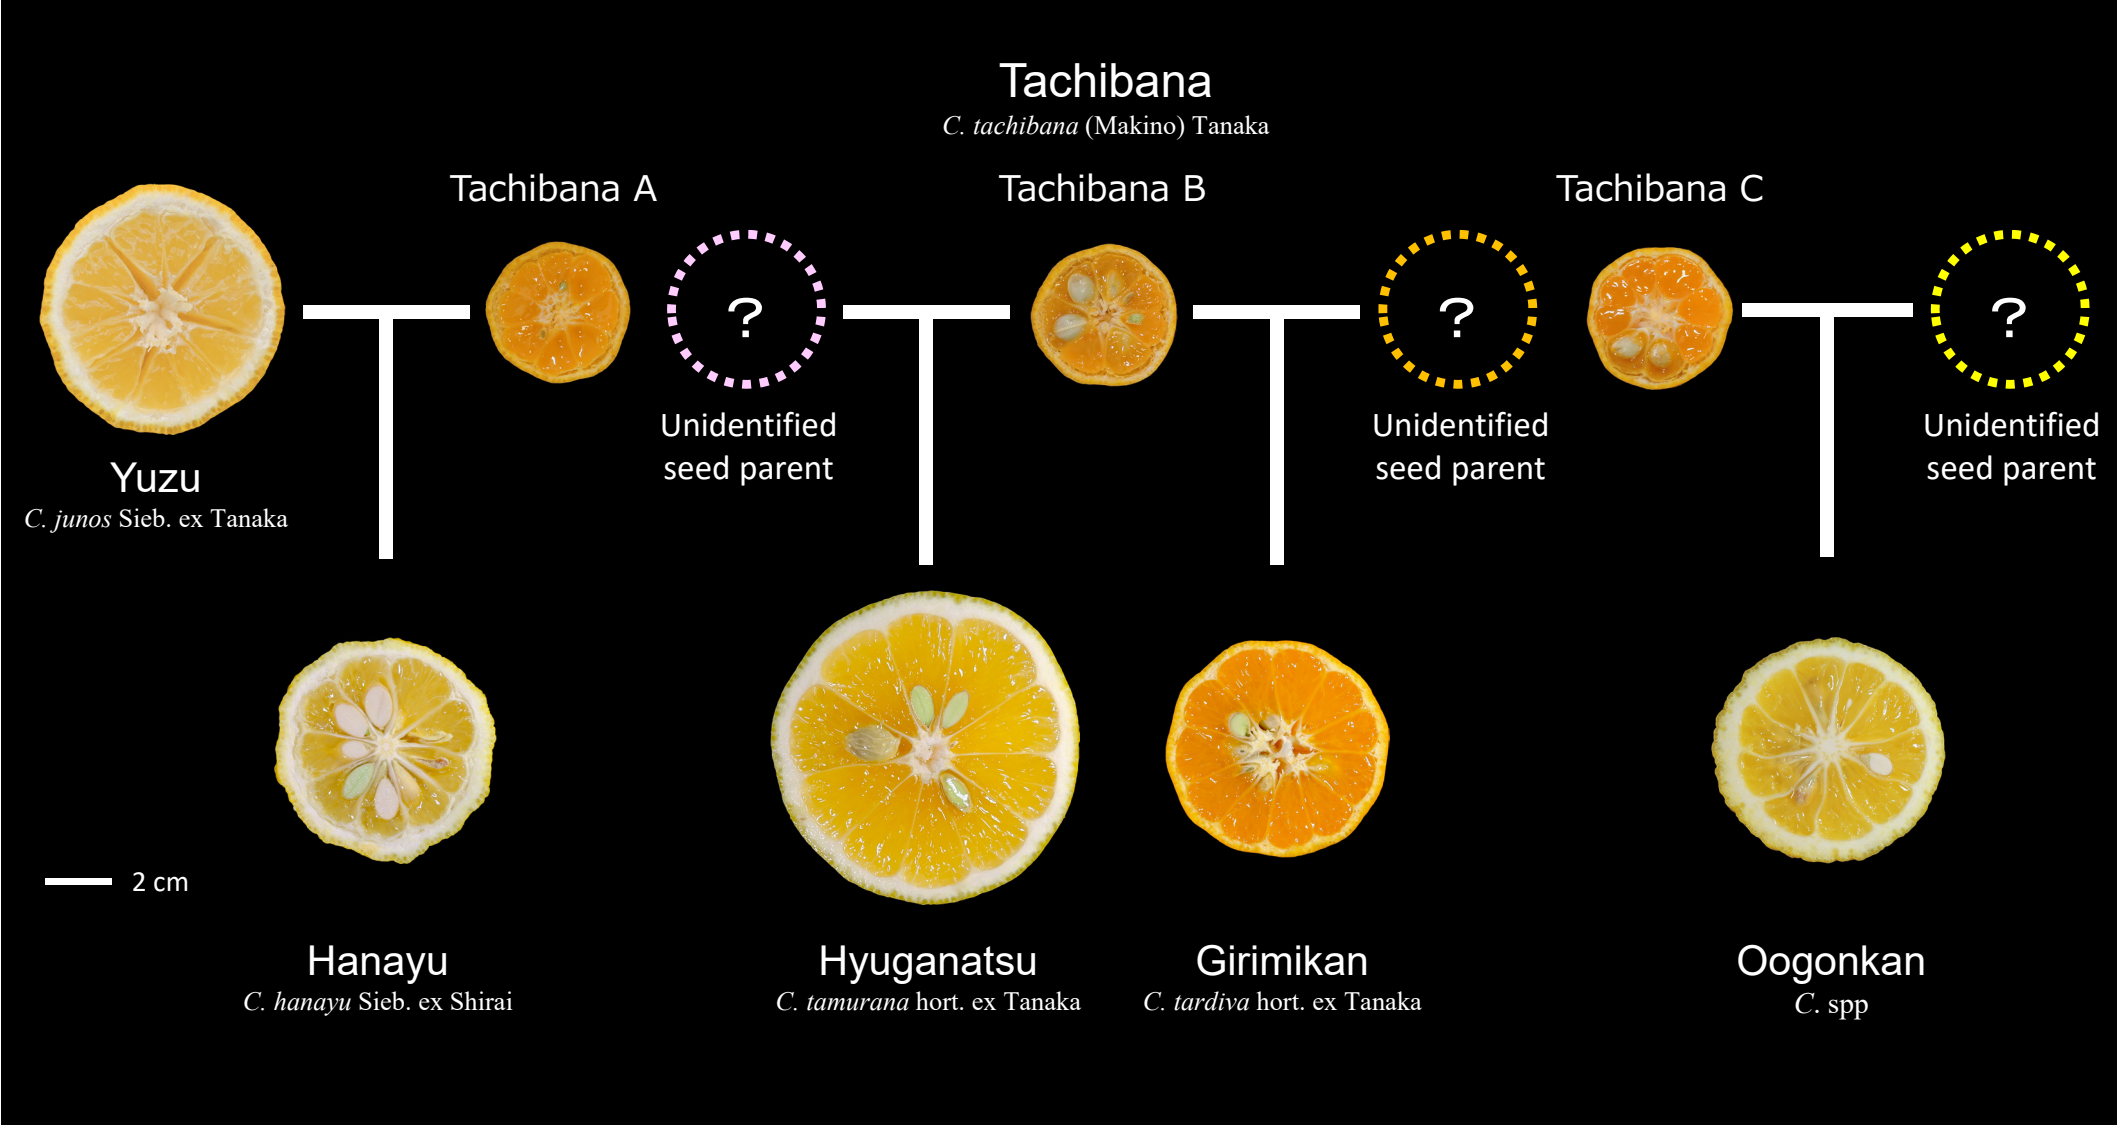 Tachibana
C. tachibana (Makino) Tanaka
Tachibana A
Tachibana B
Tachibana C
?
?
?
Unidentified
seed parent
Unidentified
seed parent
Unidentified
seed parent
Yuzu
C. junos Sieb. ex Tanaka
2 cm
Hanayu
C. hanayu Sieb. ex Shirai
Hyuganatsu
C. tamurana hort. ex Tanaka
Girimikan
C. tardiva hort. ex Tanaka
Oogonkan
C. spp